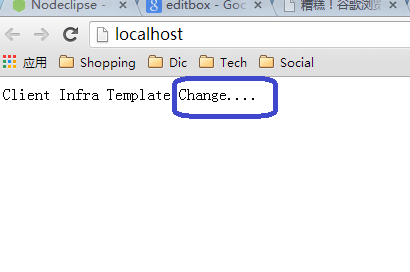 Nodeclipse -
editbox - Goo
糟糕！谷歌浏览
localhost
应用
Shopping
Dic
Tech
Social
Client Infra Template Change....